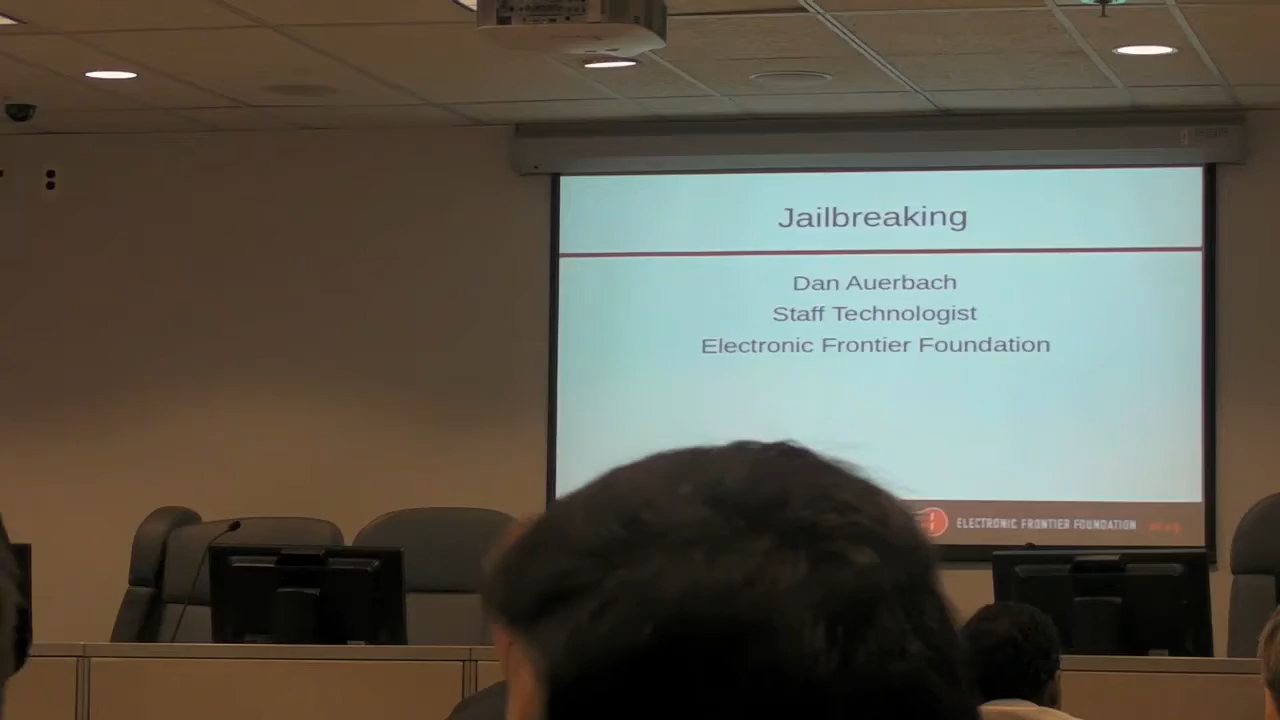 Jailbreaking
Dan Auerbach
Staff Technologist
Electronic Frontier Foundation
ELECTRONIC FRONTIER FOUNDATION